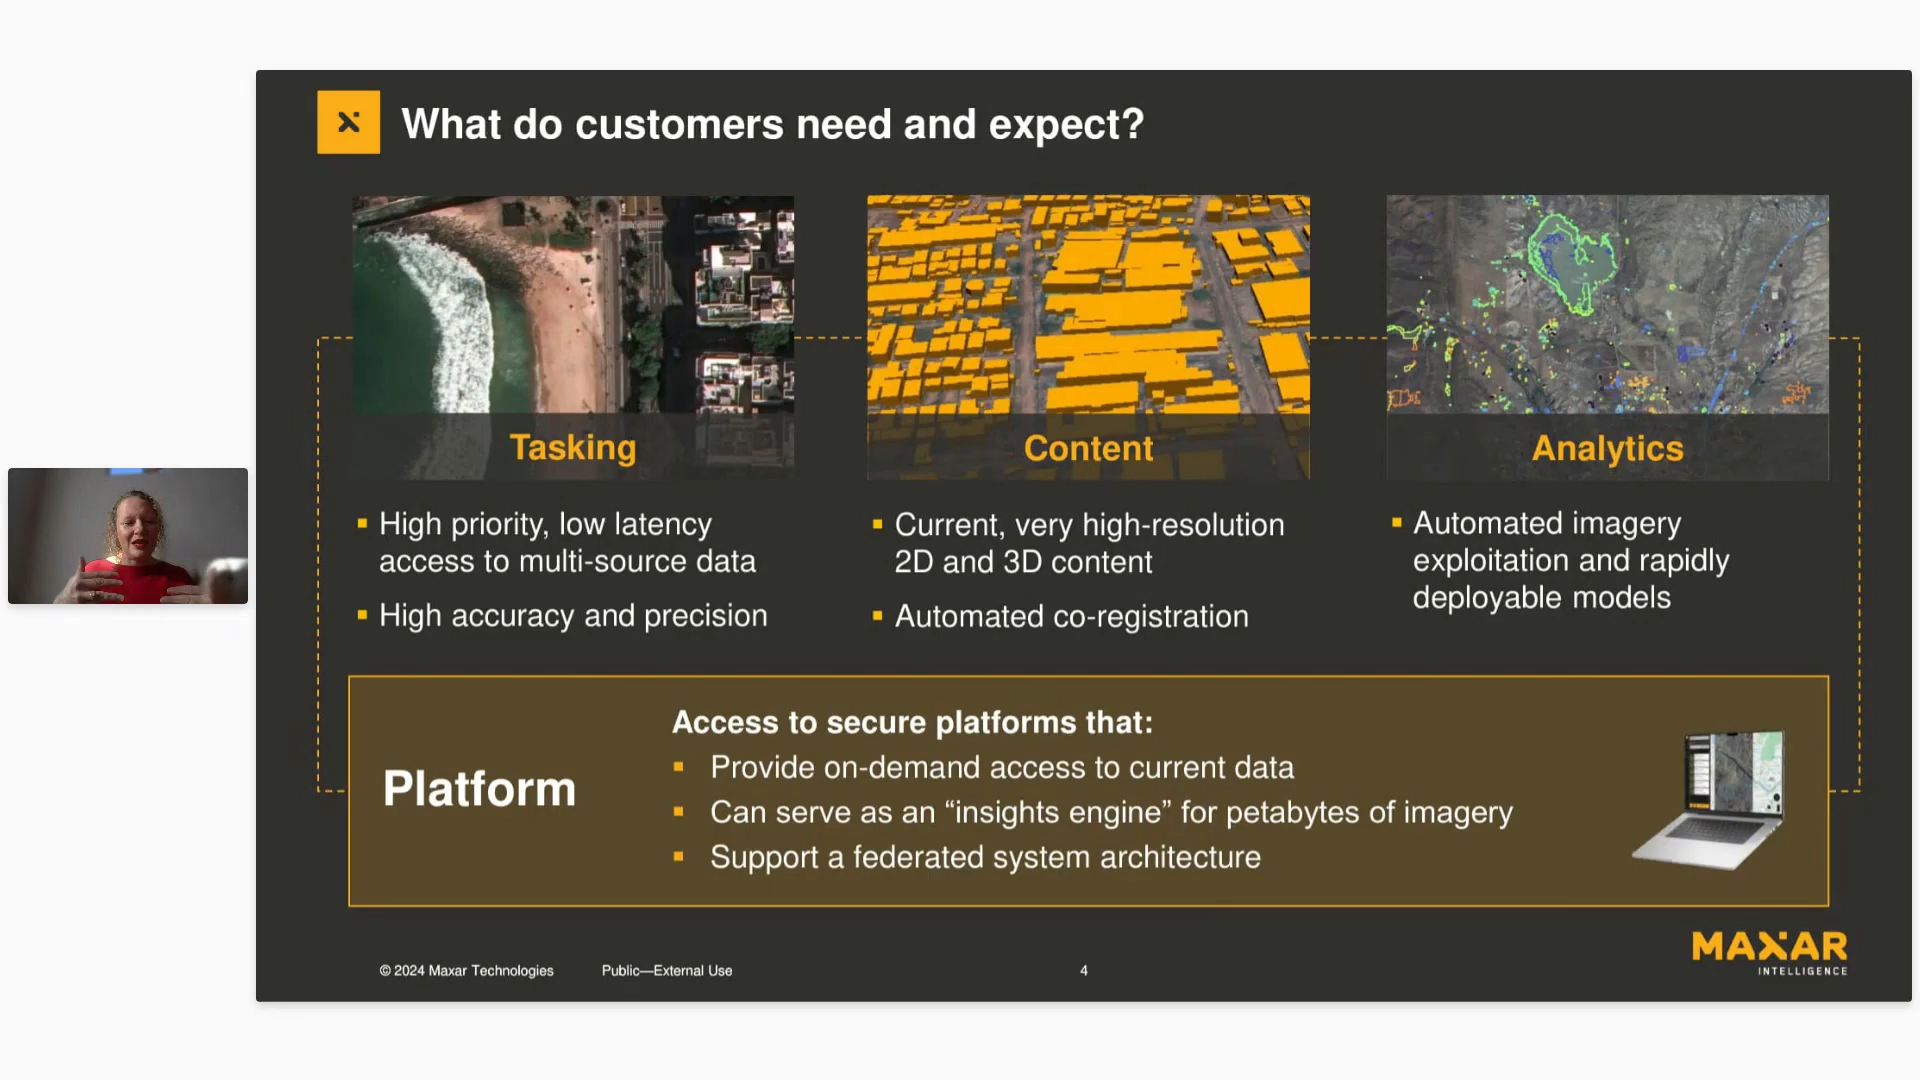 What do customers need and expect?
Tasking
High priority, low latency
access to multi-source data
High accuracy and precision
Content
Current, very high-resolution
2D and 3D content
Automated co-registration
Analytics
Automated imagery
exploitation and rapidly
deployable models
Platform
Access to secure platforms that:
Provide on-demand access to current data
Can serve as an “insights engine” for petabytes of imagery
Support a federated system architecture
© 2024 Maxar Technologies
Public—External Use
4
MAXAR
INTELLIGENCE